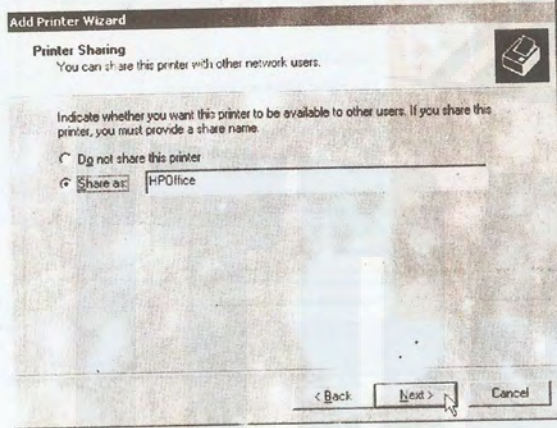 Add Printer Wizard
Printer Sharing
You can share this printer with other network users.
Indicate whether you want this printer to be available to other users. If you share this
printer, you must provide a share name.
Do not share this printer
Share as: HPOffice
< Back Next > Cancel